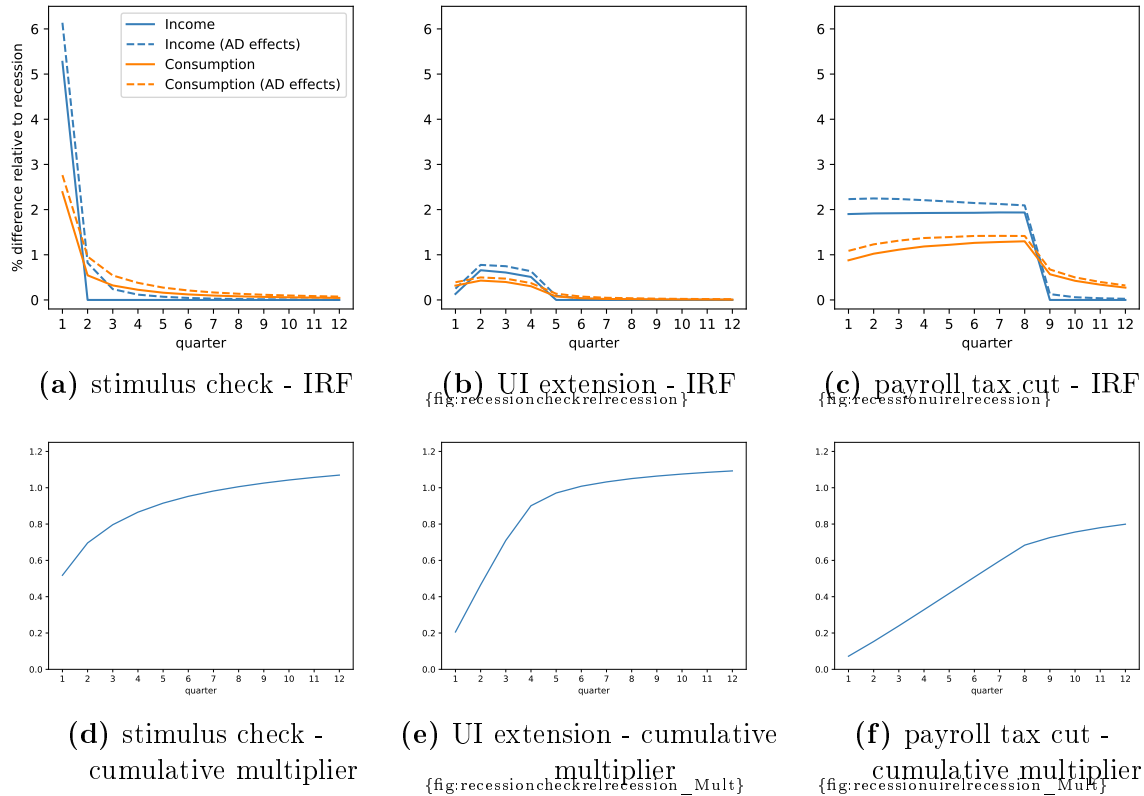 % difference relative to recession
6
5
4
3
2
1
0
Income
Income (AD effects)
Consumption
Consumption (AD effects)
1 2 3 4 5 6 7 8 9 10 11 12
quarter
(a) stimulus check - IRF
6
5
4
3
2
1
0
1 2 3 4 5 6 7 8 9 10 11 12
quarter
(b) UI extension - IRF
{fig:recessioncheckrelrecession}
6
5
4
3
2
1
0
1 2 3 4 5 6 7 8 9 10 11 12
quarter
(c) payroll tax cut - IRF
{fig:recessionuirelrecession}
1.2
1.0
0.8
0.6
0.4
0.2
0.0
1 2 3 4 5 6 7 8 9 10 11 12
quarter
(d) stimulus check -
cumulative multiplier
1.2
1.0
0.8
0.6
0.4
0.2
0.0
1 2 3 4 5 6 7 8 9 10 11 12
quarter
(e) UI extension - cumulative
multiplier
{fig:recessioncheckrelrecession_Mult}
1.2
1.0
0.8
0.6
0.4
0.2
0.0
1 2 3 4 5 6 7 8 9 10 11 12
quarter
(f) payroll tax cut -
cumulative multiplier
{fig:recessionuirelrecession_Mult}